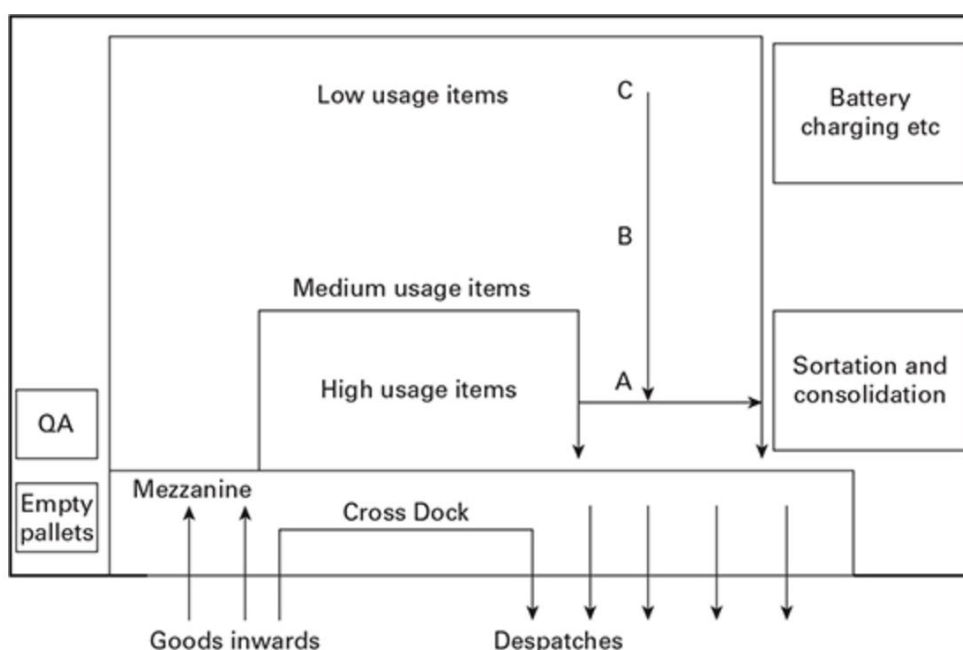 Low usage items
C
Battery
charging etc
B
Medium usage items
High usage items
A
Sortation and
consolidation
QA
Empty
pallets
Mezzanine
Cross Dock
Goods inwards
Despatches